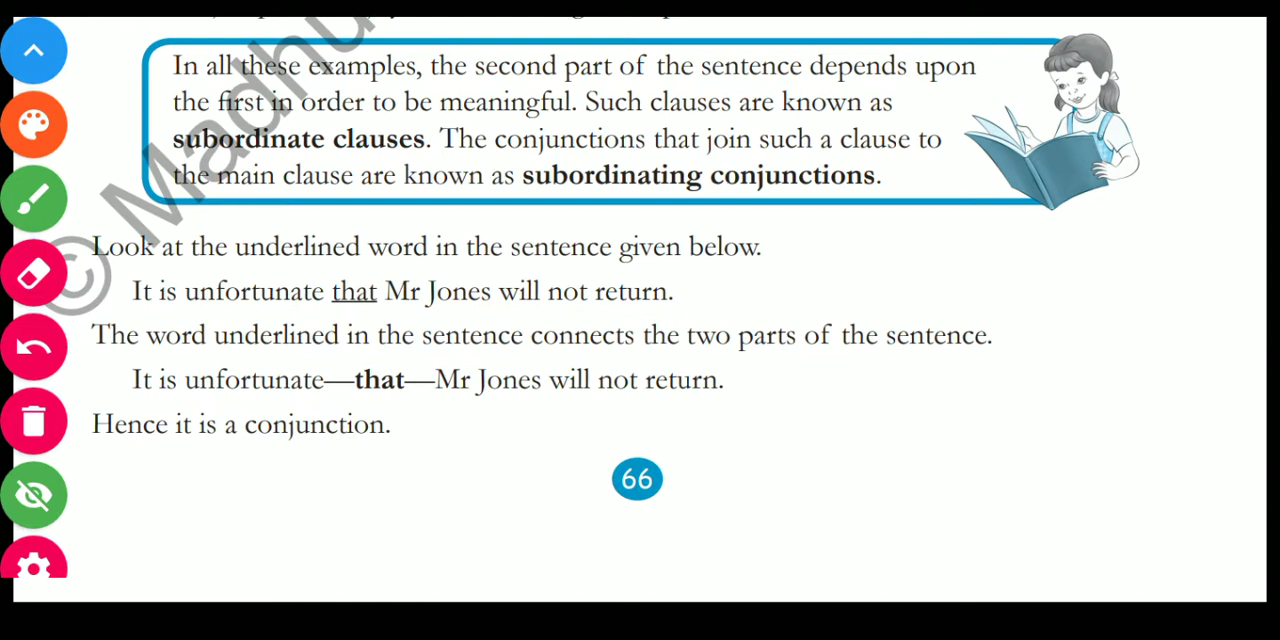 In all these examples, the second part of the sentence depends upon
the first in order to be meaningful. Such clauses are known as
subordinate clauses. The conjunctions that join such a clause to
the main clause are known as subordinating conjunctions.
Look at the underlined word in the sentence given below.
It is unfortunate that Mr Jones will not return.
The word underlined in the sentence connects the two parts of the sentence.
It is unfortunate—that—Mr Jones will not return.
Hence it is a conjunction.
66
© Madhu